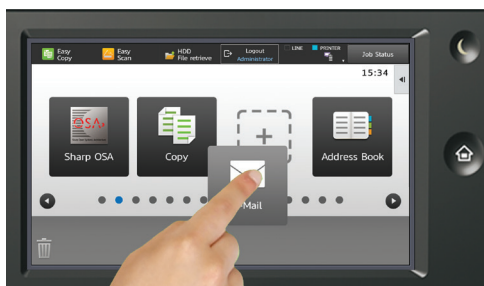 Easy
Copy
Easy
Scan
HDD
File retrieve
Logout
Administrator
LINE
PRINTER
Job Status
15:34
Sharp OSA
Copy
Address Book
Mail